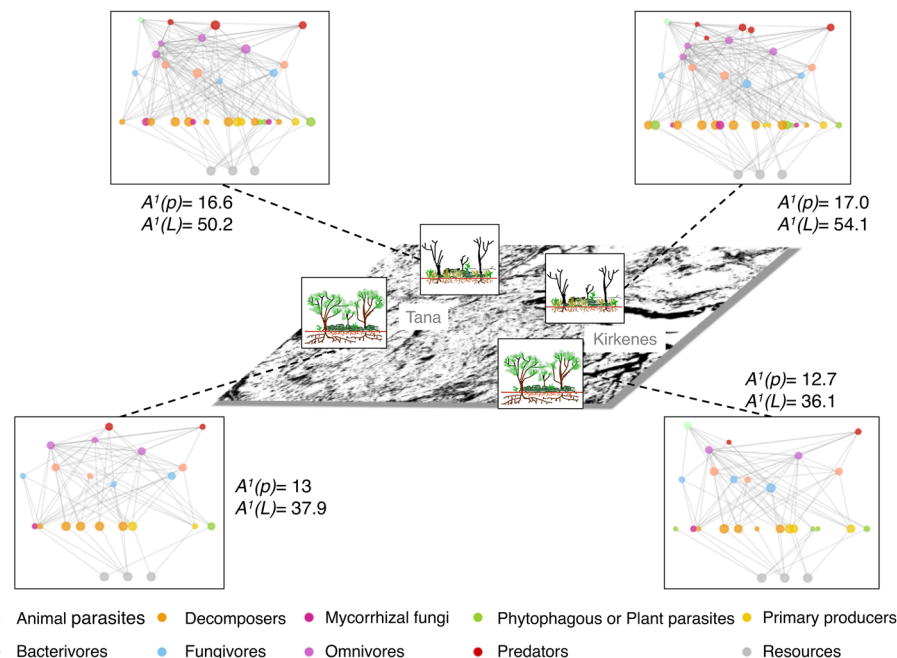 A¹(p)= 16.6
A¹(L)= 50.2
A¹(p)= 17.0
A¹(L)= 54.1
Tana
Kirkenes
A¹(p)= 12.7
A¹(L)= 36.1
A¹(p)= 13
A¹(L)= 37.9
Animal parasites Decomposers Mycorrhizal fungi Phytophagous or Plant parasites Primary producers
Bacterivores Fungivores Omnivores Predators Resources